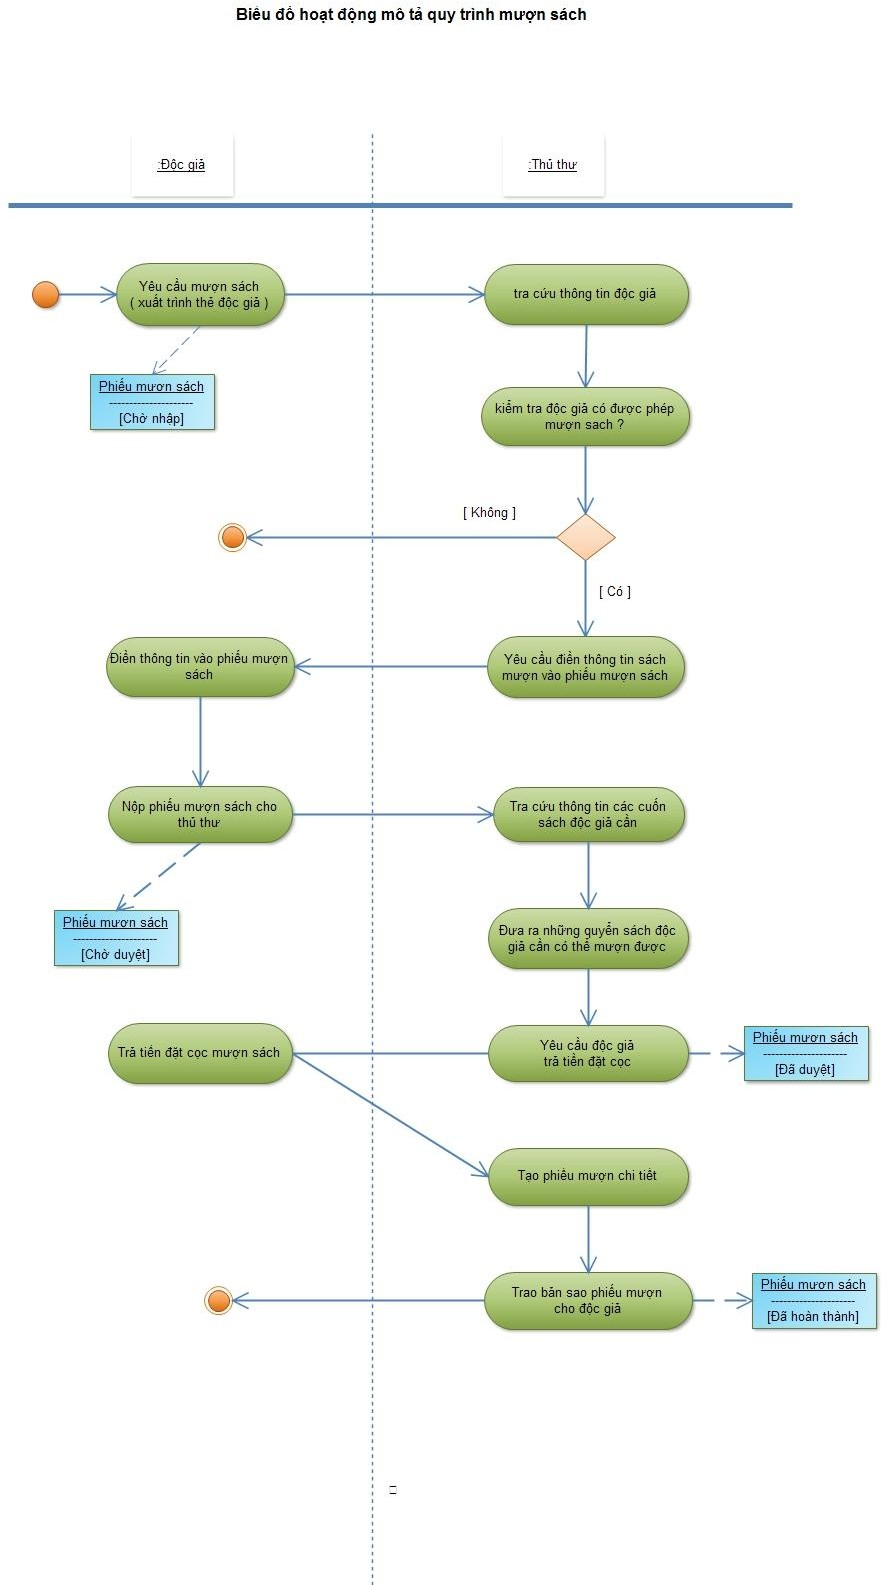 Biểu đồ hoạt động mô tả quy trình mượn sách
:Độc giả
:Thủ thư
Yêu cầu mượn sách
( xuất trình thẻ độc giả )
tra cứu thông tin độc giả
Phiếu mươn sách
---------------------
[Chờ nhập]
kiểm tra độc giả có được phép
mượn sach ?
[ Không ]
[ Có ]
Điền thông tin vào phiếu mượn
sách
Yêu cầu điền thông tin sách
mượn vào phiếu mượn sách
Nộp phiếu mượn sách cho
thủ thư
Tra cứu thông tin các cuốn
sách độc giả cần
Phiếu mươn sách
---------------------
[Chờ duyệt]
Đưa ra những guyển sách độc
giả cần có thể mượn được
Trả tiền đặt cọc mượn sách
Yêu cầu độc giả
trả tiền đặt cọc
Phiếu mươn sách
---------------------
[Đã duyệt]
Tạo phiếu mượn chi tiết
Trao bản sao phiếu mượn
cho độc giả
Phiếu mươn sách
---------------------
[Đã hoàn thành]